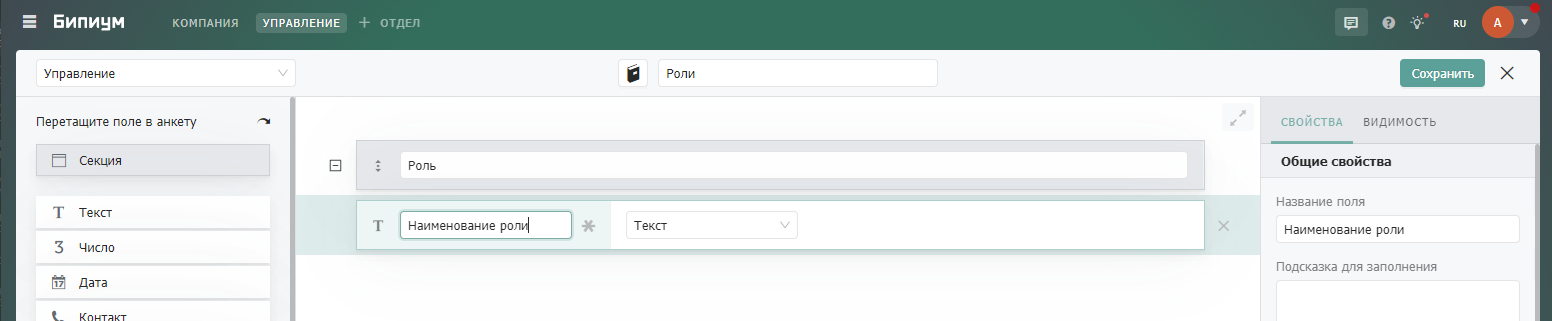 Бипиум КОМПАНИЯ УПРАВЛЕНИЕ + ОТДЕЛ RU A
Управление Роли Сохранить
Перетащите поле в анкету
СВОЙСТВА ВИДИМОСТЬ
Секция
Роль
Общие свойства
Текст
Название поля
T Наименование роли Текст
Наименование роли
Число
Подсказка для заполнения
17 Дата
Контакт